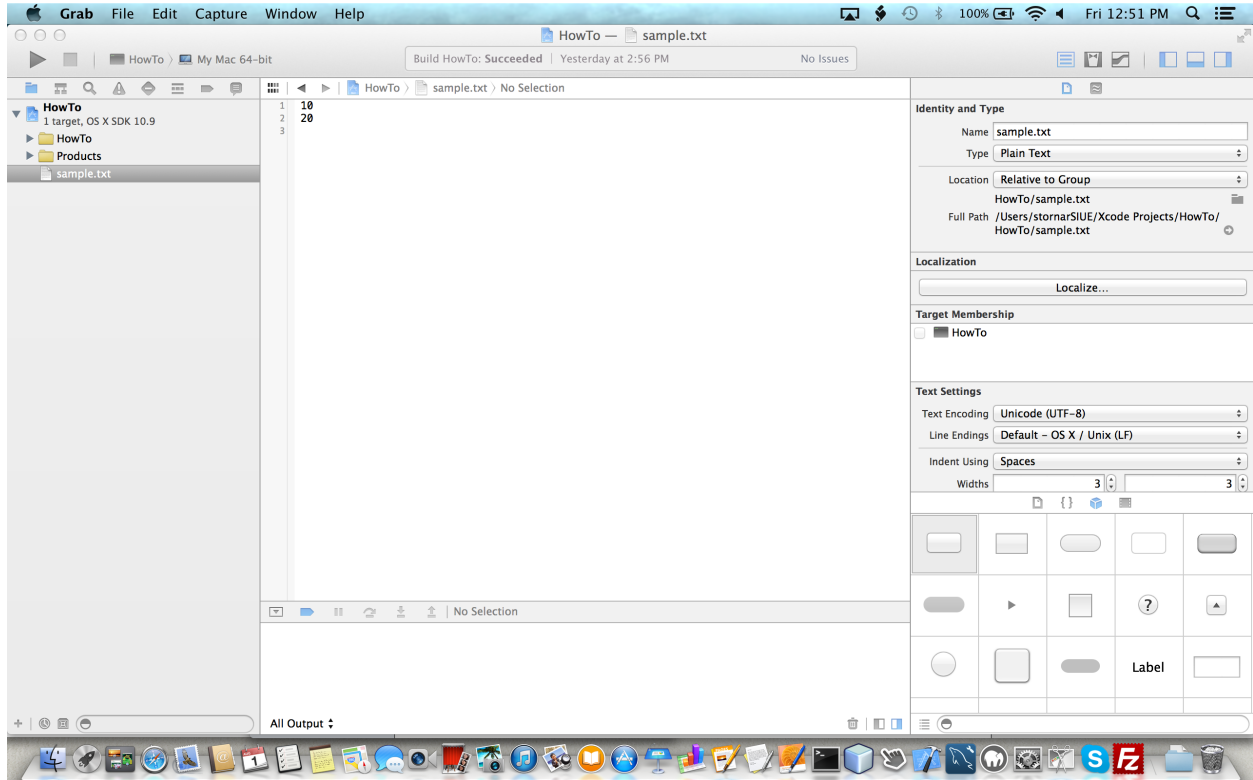 Grab File Edit Capture Window Help 100% Fri 12:51 PM
HowTo — sample.txt
HowTo My Mac 64-bit Build HowTo: Succeeded Yesterday at 2:56 PM No Issues
HowTo sample.txt No Selection
HowTo
1 target, OS X SDK 10.9
HowTo
Products
sample.txt
1 10
2 20
3
Identity and Type
Name sample.txt
Type Plain Text
Location Relative to Group
HowTo/sample.txt
Full Path /Users/stornarSIUE/Xcode Projects/HowTo/
HowTo/sample.txt
Localization
Localize...
Target Membership
HowTo
Text Settings
Text Encoding Unicode (UTF-8)
Line Endings Default – OS X / Unix (LF)
Indent Using Spaces
Widths 3 3
{ }
?
Label
No Selection
All Output
1
S
Fz